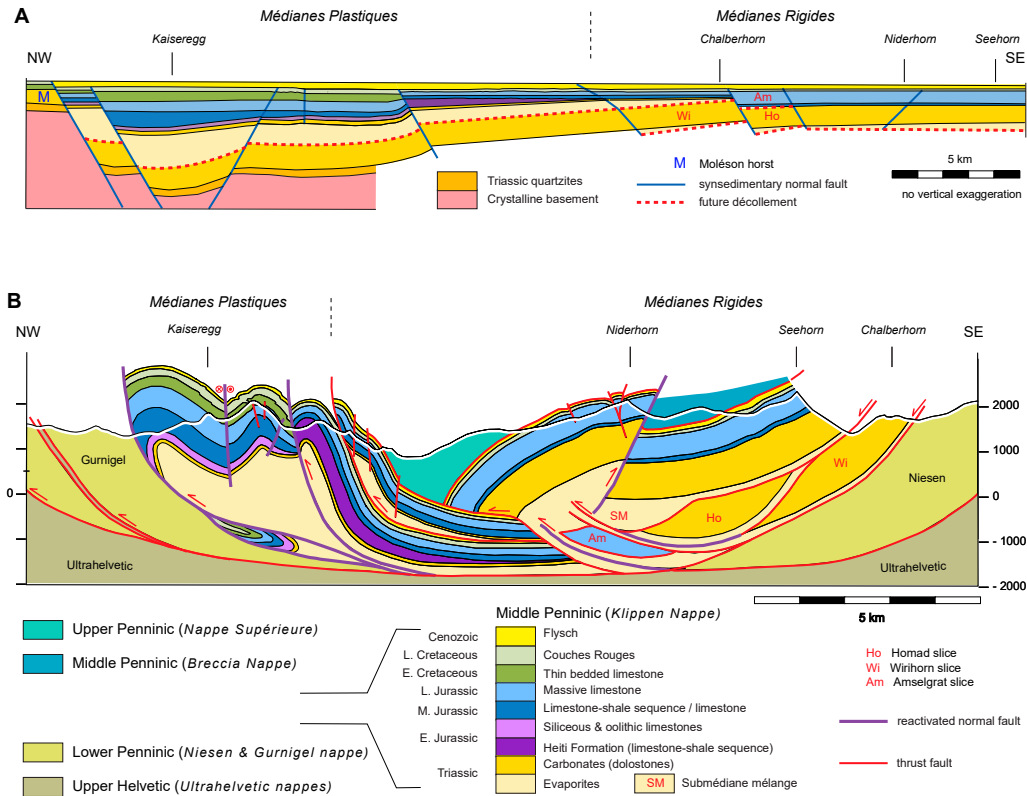 A
Médianes Plastiques
Médianes Rigides
Kaiseregg
Chalberhorn
Niderhorn
Seehorn
NW
SE
M
Am
Wi
Ho
Triassic quartzites
Crystalline basement
M Moléson horst
synsedimentary normal fault
future décollement
5 km
no vertical exaggeration
B
Médianes Plastiques
Médianes Rigides
Kaiseregg
Niderhorn
Seehorn
Chalberhorn
NW
SE
2000
1000
0
0
- 1000
- 2000
Gurnigel
Wi
Niesen
SM
Ho
Am
Ultrahelvetic
Ultrahelvetic
5 km
Upper Penninic (Nappe Supérieure)
Middle Penninic (Breccia Nappe)
Lower Penninic (Niesen & Gurnigel nappe)
Upper Helvetic (Ultrahelvetic nappes)
Middle Penninic (Klippen Nappe)
Cenozoic Flysch
L. Cretaceous Couches Rouges
E. Cretaceous Thin bedded limestone
L. Jurassic Massive limestone
M. Jurassic Limestone-shale sequence / limestone
Siliceous & oolithic limestones
E. Jurassic
Heiti Formation (limestone-shale sequence)
Triassic Carbonates (dolostones)
Evaporites
SM Submédiane mélange
Ho Homad slice
Wi Wirihorn slice
Am Amselgrat slice
reactivated normal fault
thrust fault